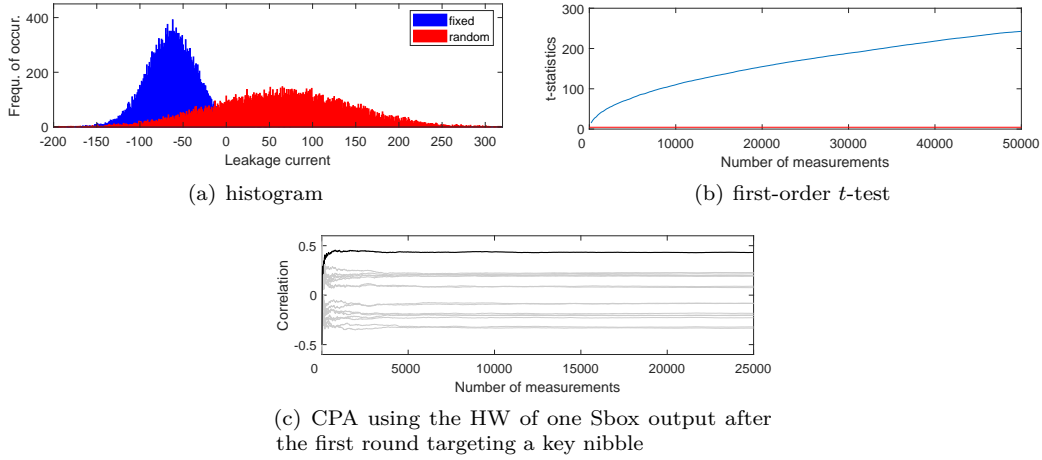 400
200
0
Frequ. of occur.
fixed
random
-200 -150 -100 -50 0 50 100 150 200 250 300
Leakage current
(a) histogram
300
200
100
0
t-statistics
0 10000 20000 30000 40000 50000
Number of measurements
(b) first-order t-test
0.5
0
-0.5
Correlation
0 5000 10000 15000 20000 25000
Number of measurements
(c) CPA using the HW of one Sbox output after
the first round targeting a key nibble